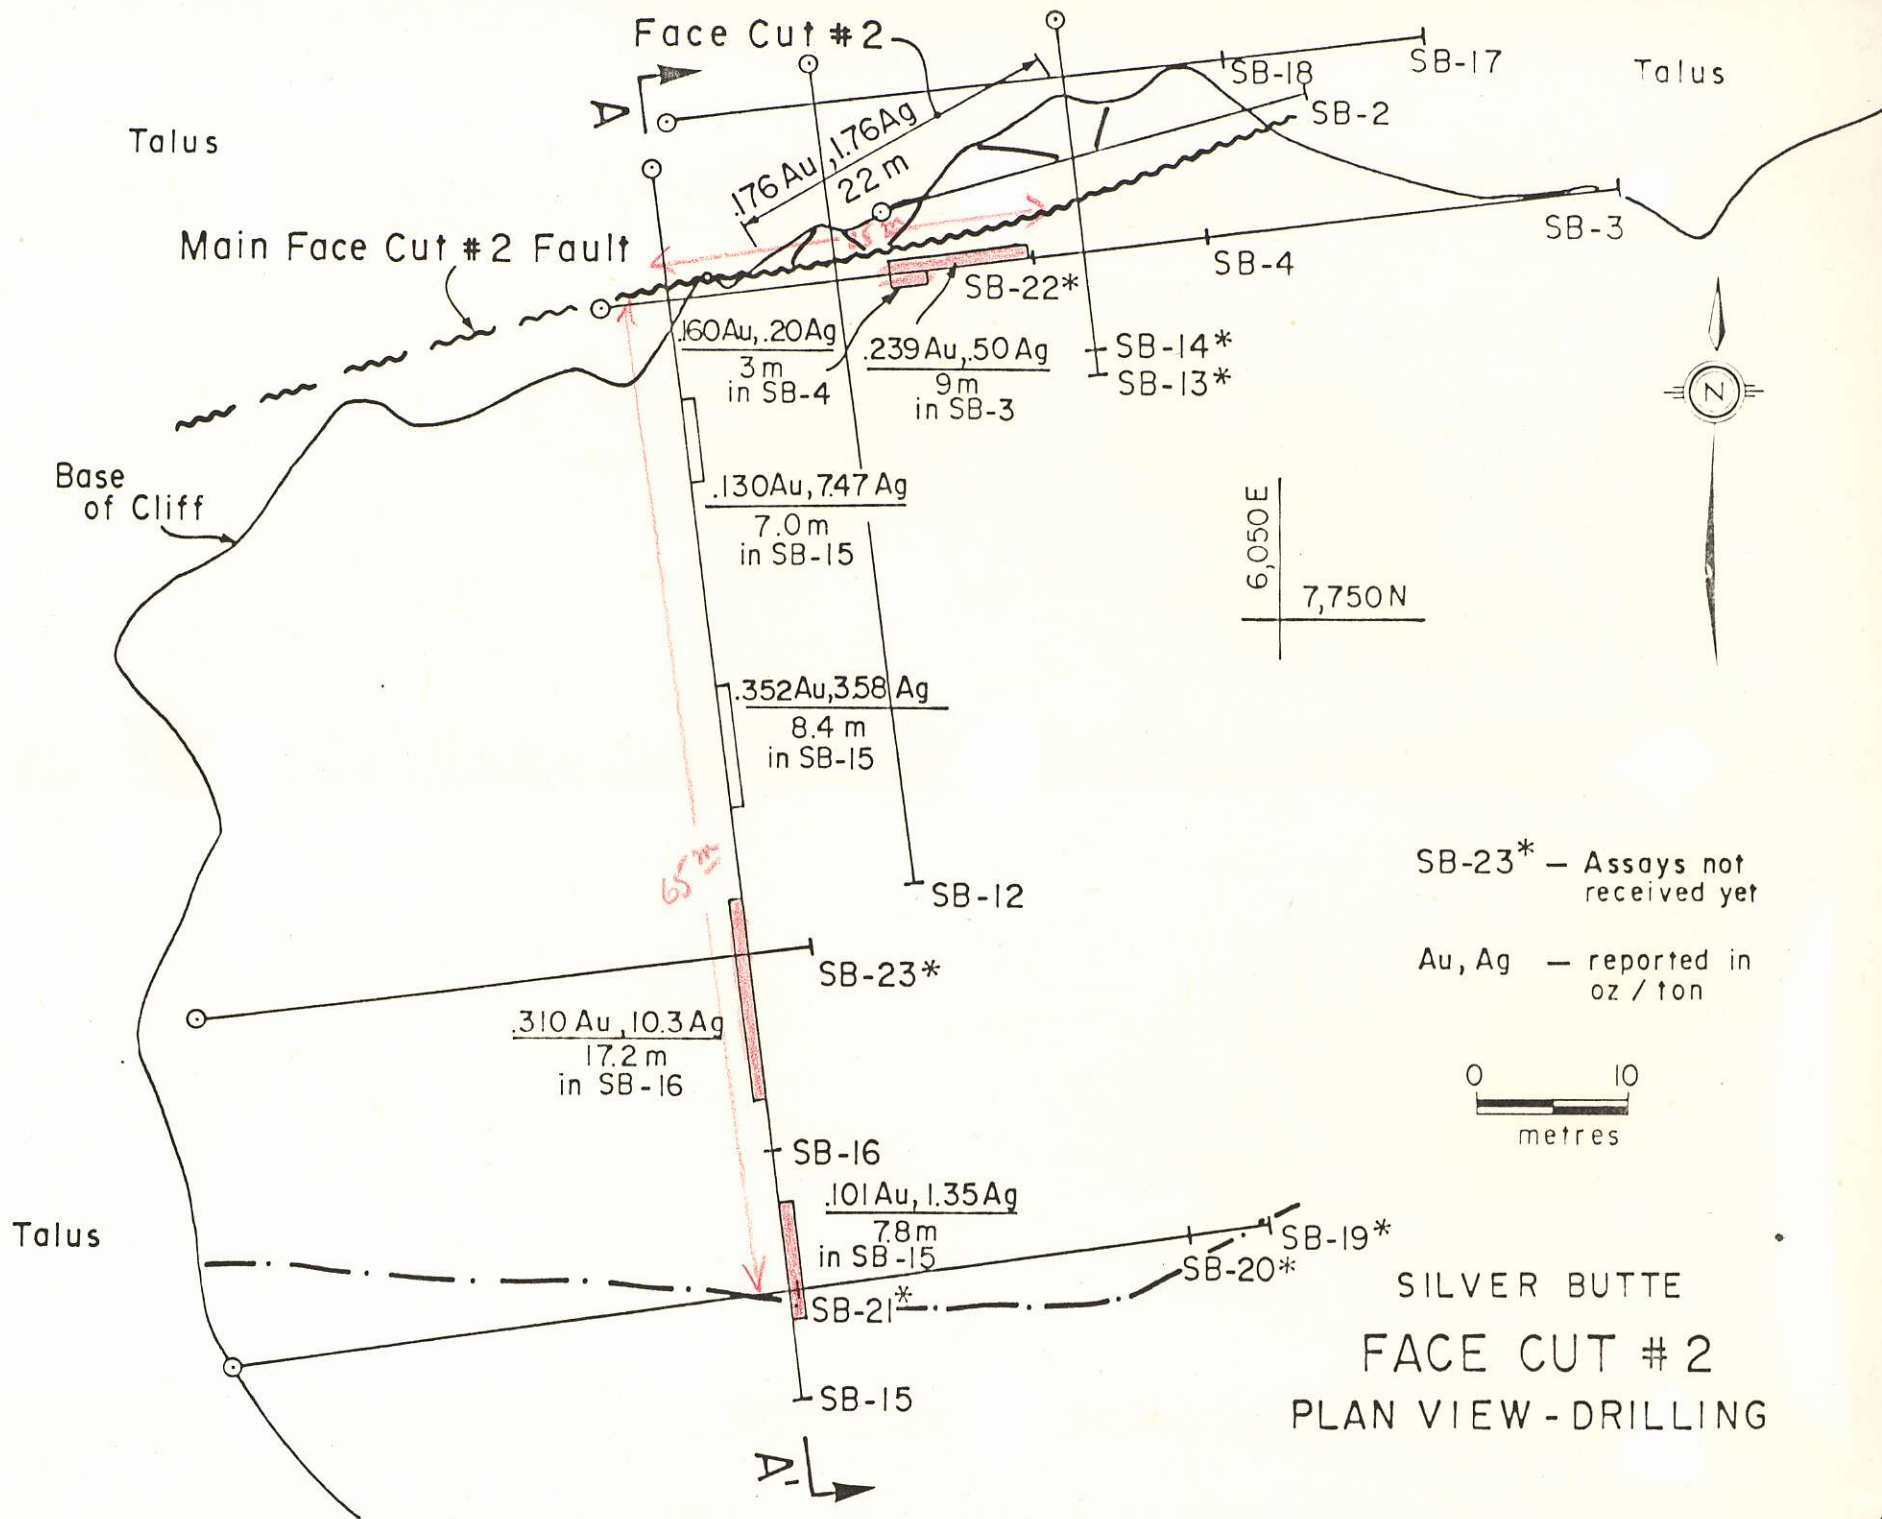 Face Cut #2
SB-17
SB-18
Talus
SB-2
A
Talus
.176 Au, 1.76 Ag
22 m
SB-3
Main Face Cut #2 Fault
SB-4
SB-22*
.160 Au, .20 Ag
3 m
in SB-4
.239 Au, .50 Ag
9 m
in SB-3
SB-14*
SB-13*
N
Base
of Cliff
.130 Au, 7.47 Ag
7.0 m
in SB-15
6,050 E
7,750 N
.352 Au, 3.58 Ag
8.4 m
in SB-15
65 m
SB-12
SB-23* — Assays not
received yet
SB-23*
Au, Ag — reported in
oz / ton
.310 Au, 10.3 Ag
17.2 m
in SB-16
0 10
metres
SB-16
.101 Au, 1.35 Ag
7.8 m
in SB-15
Talus
SB-19*
SB-20*
SB-21*
SILVER BUTTE
FACE CUT #2
PLAN VIEW - DRILLING
SB-15
A'